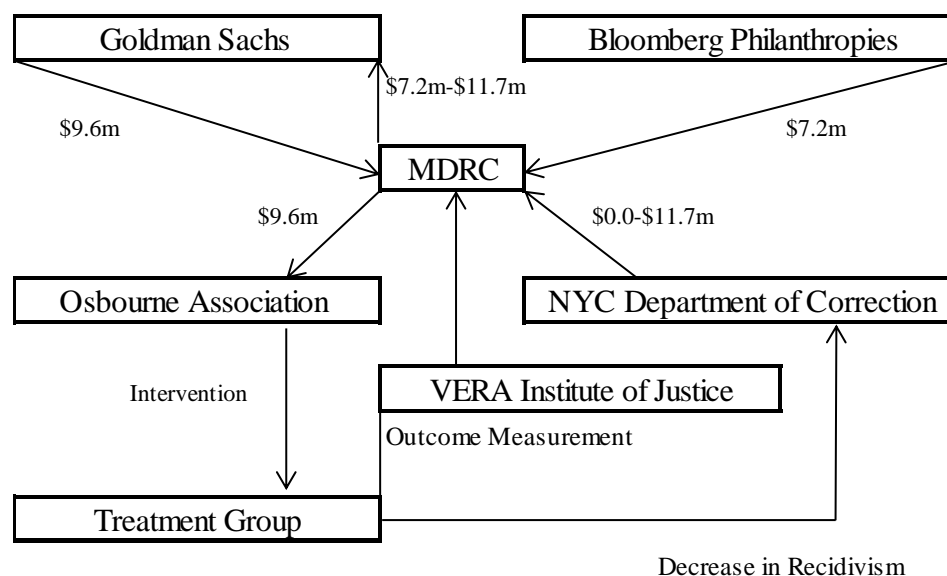 Goldman Sachs
Bloomberg Philanthropies
$7.2m-$11.7m
$9.6m
$7.2m
MDRC
$9.6m
$0.0-$11.7m
Osbourne Association
NYC Department of Correction
Intervention
VERA Institute of Justice
Outcome Measurement
Treatment Group
Decrease in Recidivism